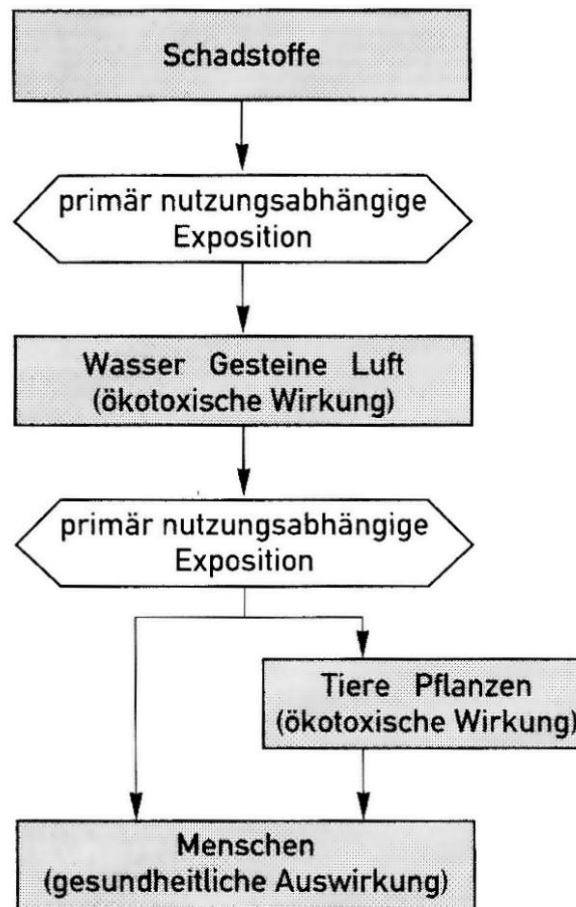 Schadstoffe
primär nutzungsabhängige
Exposition
Wasser Gesteine Luft
(ökotoxische Wirkung)
primär nutzungsabhängige
Exposition
Tiere Pflanzen
(ökotoxische Wirkung)
Menschen
(gesundheitliche Auswirkung)